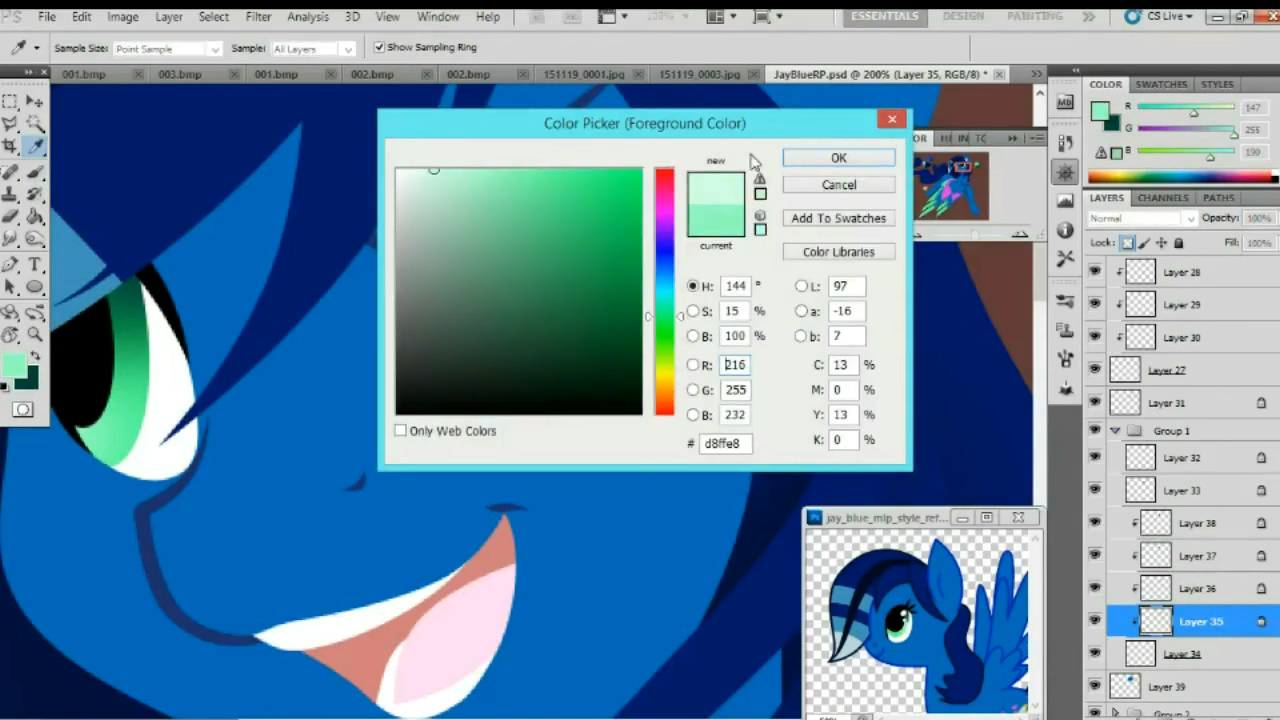 PS File Edit Image Layer Select Filter Analysis 3D View Window Help 200% ESSENTIALS DESIGN PAINTING CS Live
Sample Size: Point Sample Sample: All Layers Show Sampling Ring
001.bmp 003.bmp 001.bmp 002.bmp 002.bmp 151119_0001.jpg 151119_0003.jpg JayBlueRP.psd @ 200% (Layer 35, RGB/8) *
COLOR SWATCHES STYLES
R 147
G 255
B 190
Color Picker (Foreground Color)
new
current
OK
Cancel
Add To Swatches
Color Libraries
H: 144 °
S: 15 %
B: 100 %
R: 216
G: 255
B: 232
# d8ffe8
L: 97
a: -16
b: 7
C: 13 %
M: 0 %
Y: 13 %
K: 0 %
Only Web Colors
LAYERS CHANNELS PATHS
Normal Opacity: 100%
Lock: Fill: 100%
Layer 28
Layer 29
Layer 30
Layer 27
Layer 31
Group 1
Layer 32
Layer 33
Layer 38
Layer 37
Layer 36
Layer 35
Layer 34
Layer 39
Group 2
jay_blue_mlp_style_ref...